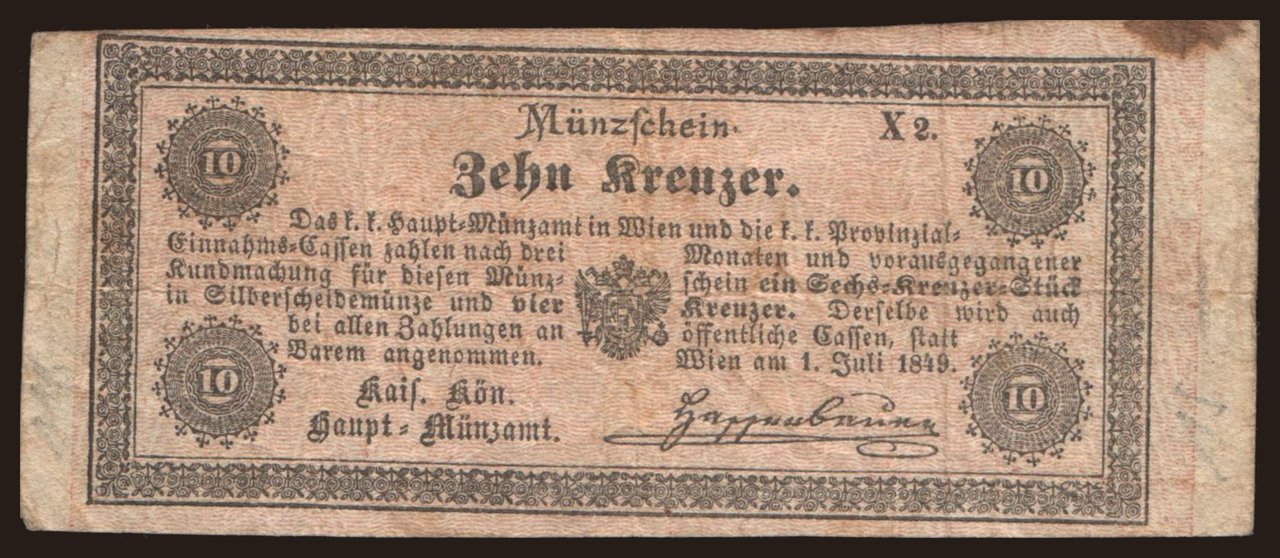 Münzschein.
X 2.
Zehn Kreuzer.
10
10
Das k. k. Haupt-Münzamt in Wien und die k. k. Provinzial-
Einnahms-Cassen zahlen nach drei Monaten und vorausgegangener
Kundmachung für diesen Münz- schein ein Sechs-Kreuzer-Stück
in Silberscheidemünze und vier Kreuzer. Derselbe wird auch
bei allen Zahlungen an öffentliche Cassen, statt
Barem angenommen. Wien am 1. Juli 1849.
10
10
Kais. Kön.
Haupt-Münzamt.
Hassenbauer